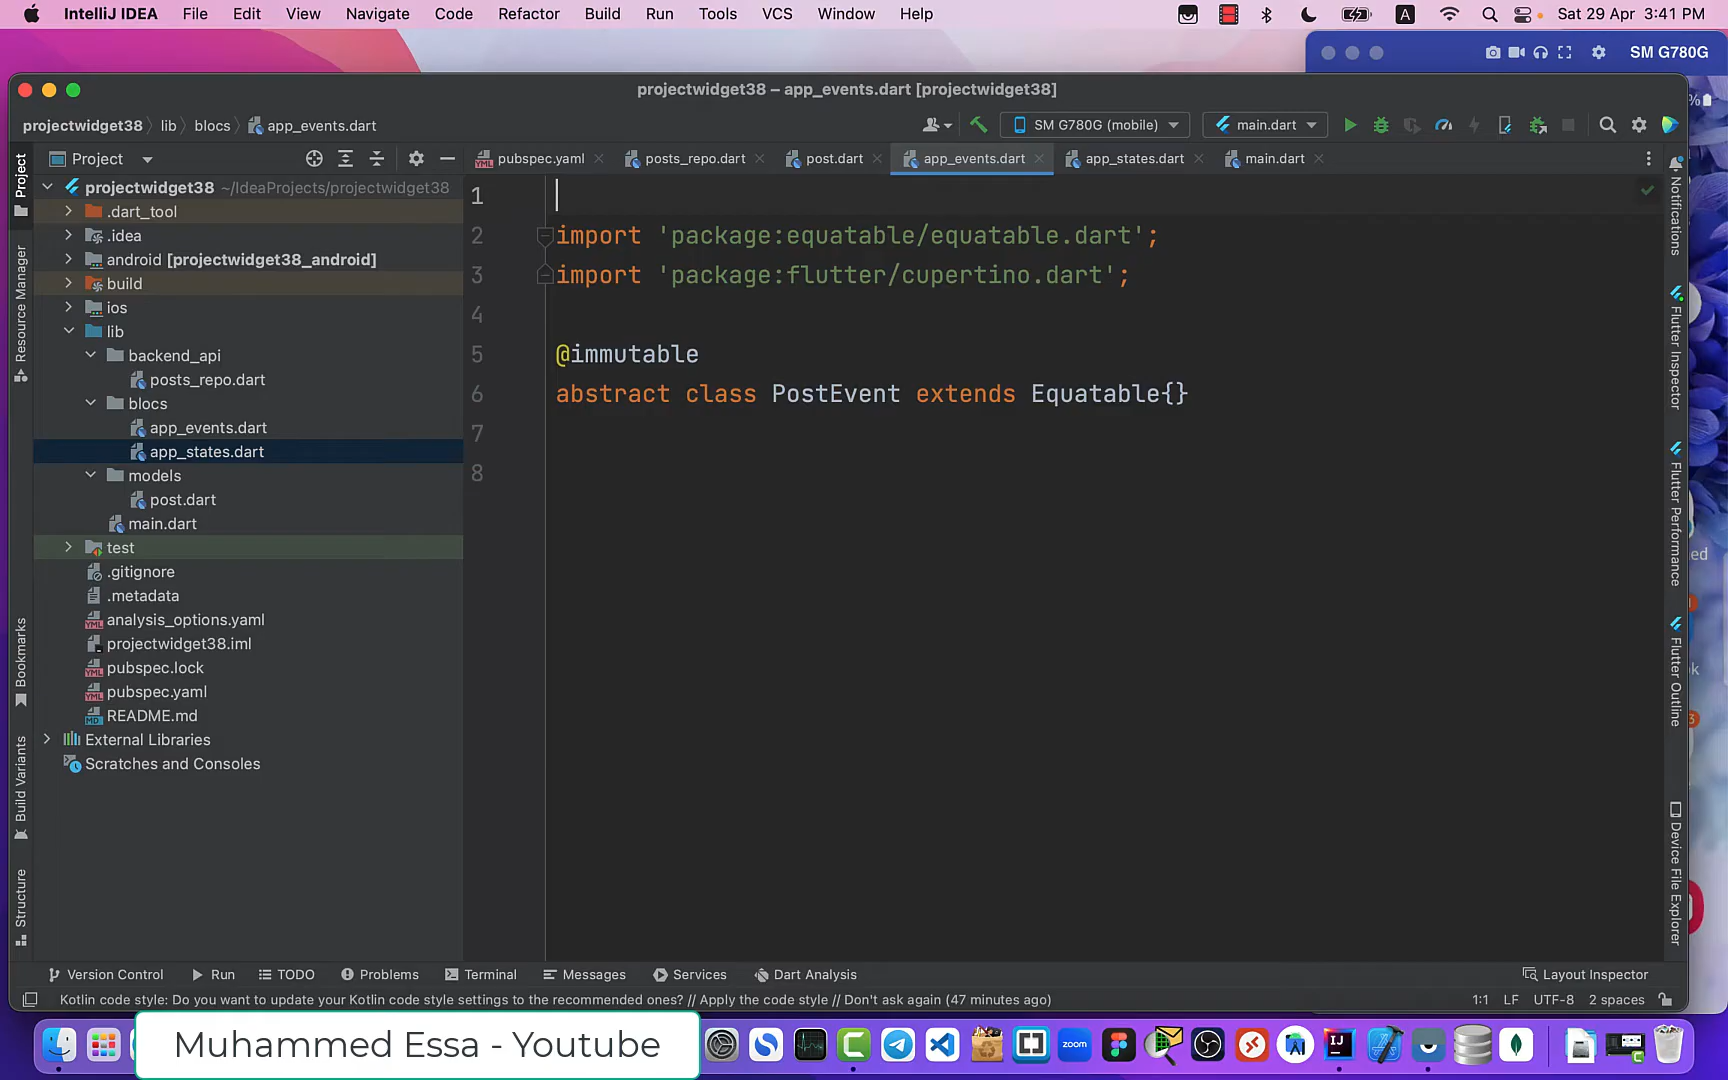 IntelliJ IDEA File Edit View Navigate Code Refactor Build Run Tools VCS Window Help A Sat 29 Apr 3:41 PM
SM G780G
projectwidget38 – app_events.dart [projectwidget38]
projectwidget38 lib blocs app_events.dart SM G780G (mobile) main.dart
Project pubspec.yaml posts_repo.dart post.dart app_events.dart app_states.dart main.dart
projectwidget38 ~/IdeaProjects/projectwidget38
.dart_tool
.idea
android [projectwidget38_android]
build
ios
lib
backend_api
posts_repo.dart
blocs
app_events.dart
app_states.dart
models
post.dart
main.dart
test
.gitignore
.metadata
analysis_options.yaml
projectwidget38.iml
pubspec.lock
pubspec.yaml
README.md
External Libraries
Scratches and Consoles
1
2 import 'package:equatable/equatable.dart';
3 import 'package:flutter/cupertino.dart';
4
5 @immutable
6 abstract class PostEvent extends Equatable{}
7
8
Project
Resource Manager
Bookmarks
Build Variants
Structure
Notifications
Flutter Inspector
Flutter Performance
Flutter Outline
Device File Explorer
ed
k
3
Version Control Run TODO Problems Terminal Messages Services Dart Analysis Layout Inspector
Kotlin code style: Do you want to update your Kotlin code style settings to the recommended ones? // Apply the code style // Don't ask again (47 minutes ago) 1:1 LF UTF-8 2 spaces
Muhammed Essa - Youtube
zoom
IJ